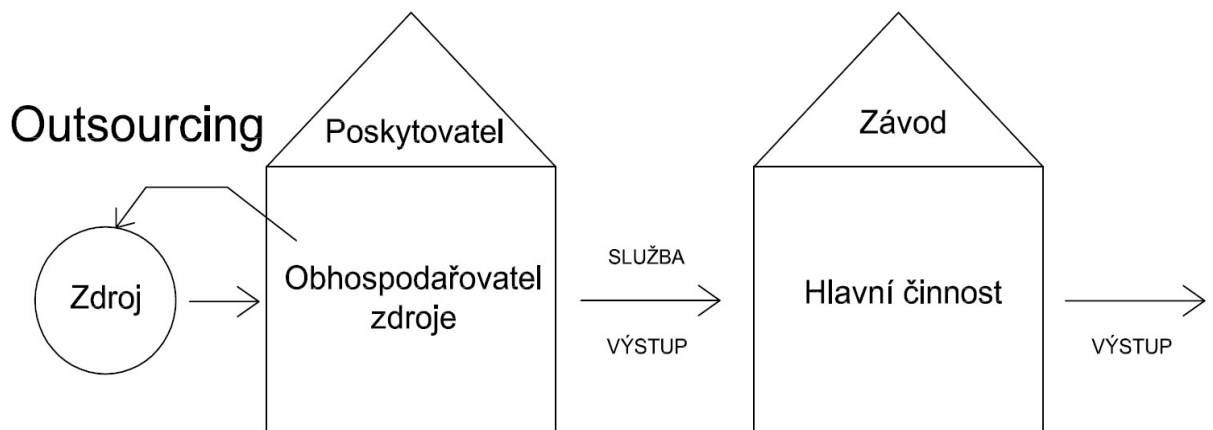 Outsourcing
Poskytovatel
Závod
Zdroj
Obhospodařovatel
zdroje
SLUŽBA
VÝSTUP
Hlavní činnost
VÝSTUP